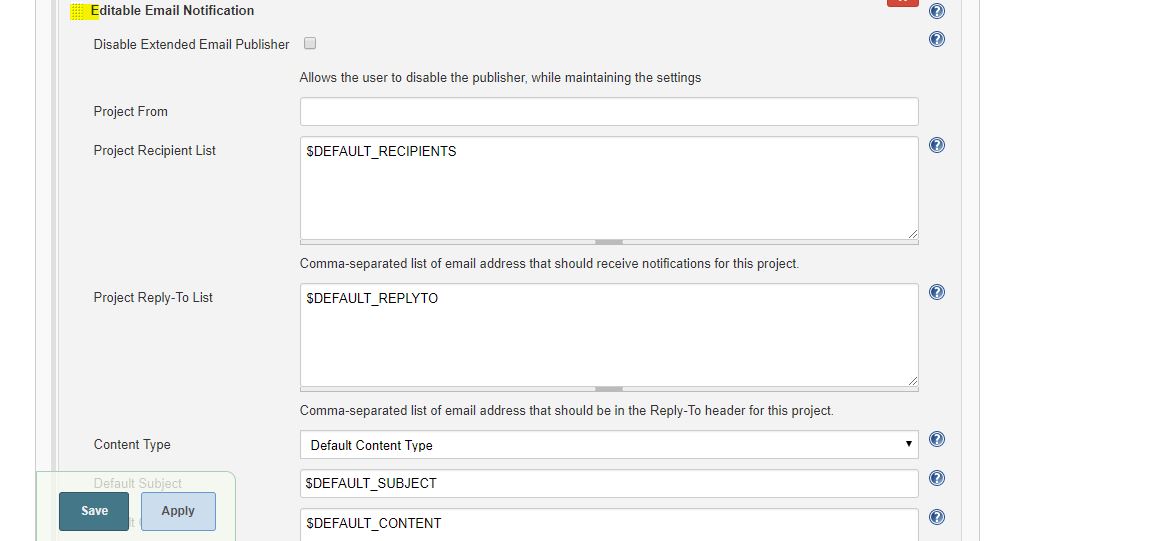 Editable Email Notification
Disable Extended Email Publisher
Allows the user to disable the publisher, while maintaining the settings
Project From
Project Recipient List
$DEFAULT_RECIPIENTS
Comma-separated list of email address that should receive notifications for this project.
Project Reply-To List
$DEFAULT_REPLYTO
Comma-separated list of email address that should be in the Reply-To header for this project.
Content Type
Default Content Type
Default Subject
$DEFAULT_SUBJECT
Save
Apply
$DEFAULT_CONTENT